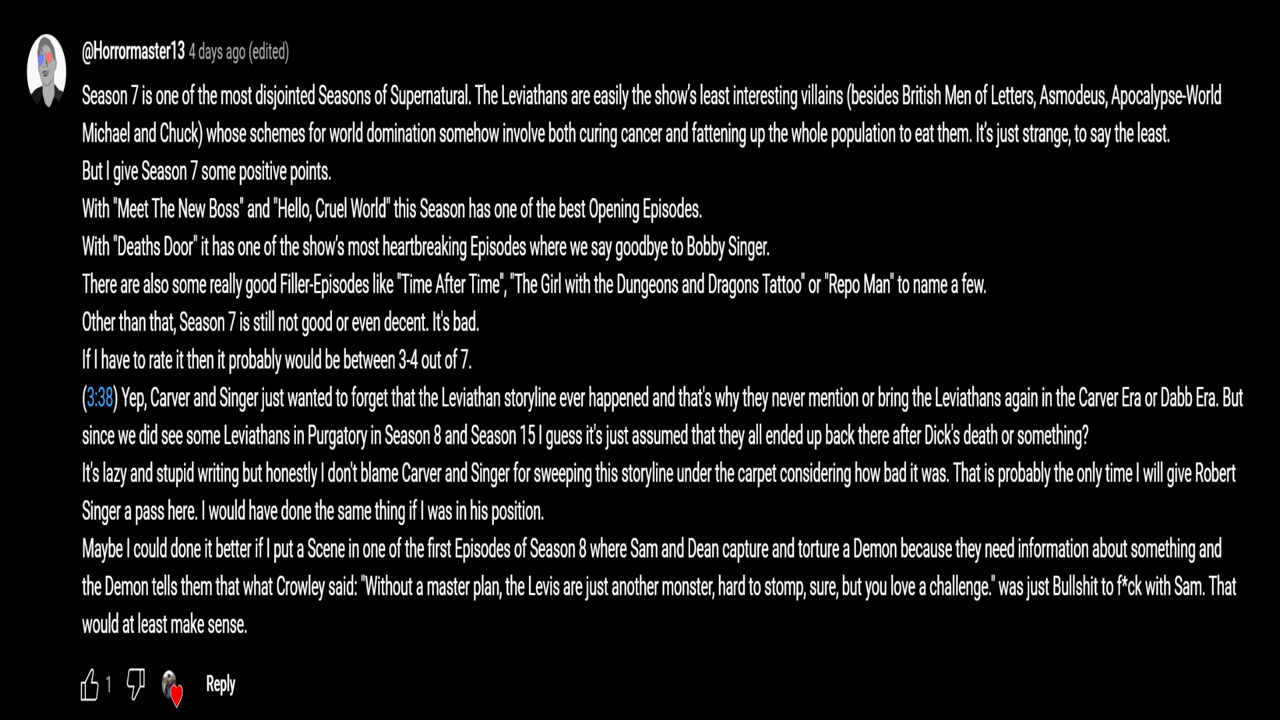 @Horrormaster13 4 days ago (edited)
Season 7 is one of the most disjointed Seasons of Supernatural. The Leviathans are easily the show's least interesting villains (besides British Men of Letters, Asmodeus, Apocalypse-World
Michael and Chuck) whose schemes for world domination somehow involve both curing cancer and fattening up the whole population to eat them. It's just strange, to say the least.
But I give Season 7 some positive points.
With "Meet The New Boss" and "Hello, Cruel World" this Season has one of the best Opening Episodes.
With "Deaths Door" it has one of the show's most heartbreaking Episodes where we say goodbye to Bobby Singer.
There are also some really good Filler-Episodes like "Time After Time", "The Girl with the Dungeons and Dragons Tattoo" or "Repo Man" to name a few.
Other than that, Season 7 is still not good or even decent. It's bad.
If I have to rate it then it probably would be between 3-4 out of 7.
(3:38) Yep, Carver and Singer just wanted to forget that the Leviathan storyline ever happened and that's why they never mention or bring the Leviathans again in the Carver Era or Dabb Era. But
since we did see some Leviathans in Purgatory in Season 8 and Season 15 I guess it's just assumed that they all ended up back there after Dick's death or something?
It's lazy and stupid writing but honestly I don't blame Carver and Singer for sweeping this storyline under the carpet considering how bad it was. That is probably the only time I will give Robert
Singer a pass here. I would have done the same thing if I was in his position.
Maybe I could done it better if I put a Scene in one of the first Episodes of Season 8 where Sam and Dean capture and torture a Demon because they need information about something and
the Demon tells them that what Crowley said: "Without a master plan, the Levis are just another monster, hard to stomp, sure, but you love a challenge." was just Bullshit to f*ck with Sam. That
would at least make sense.
1 Reply